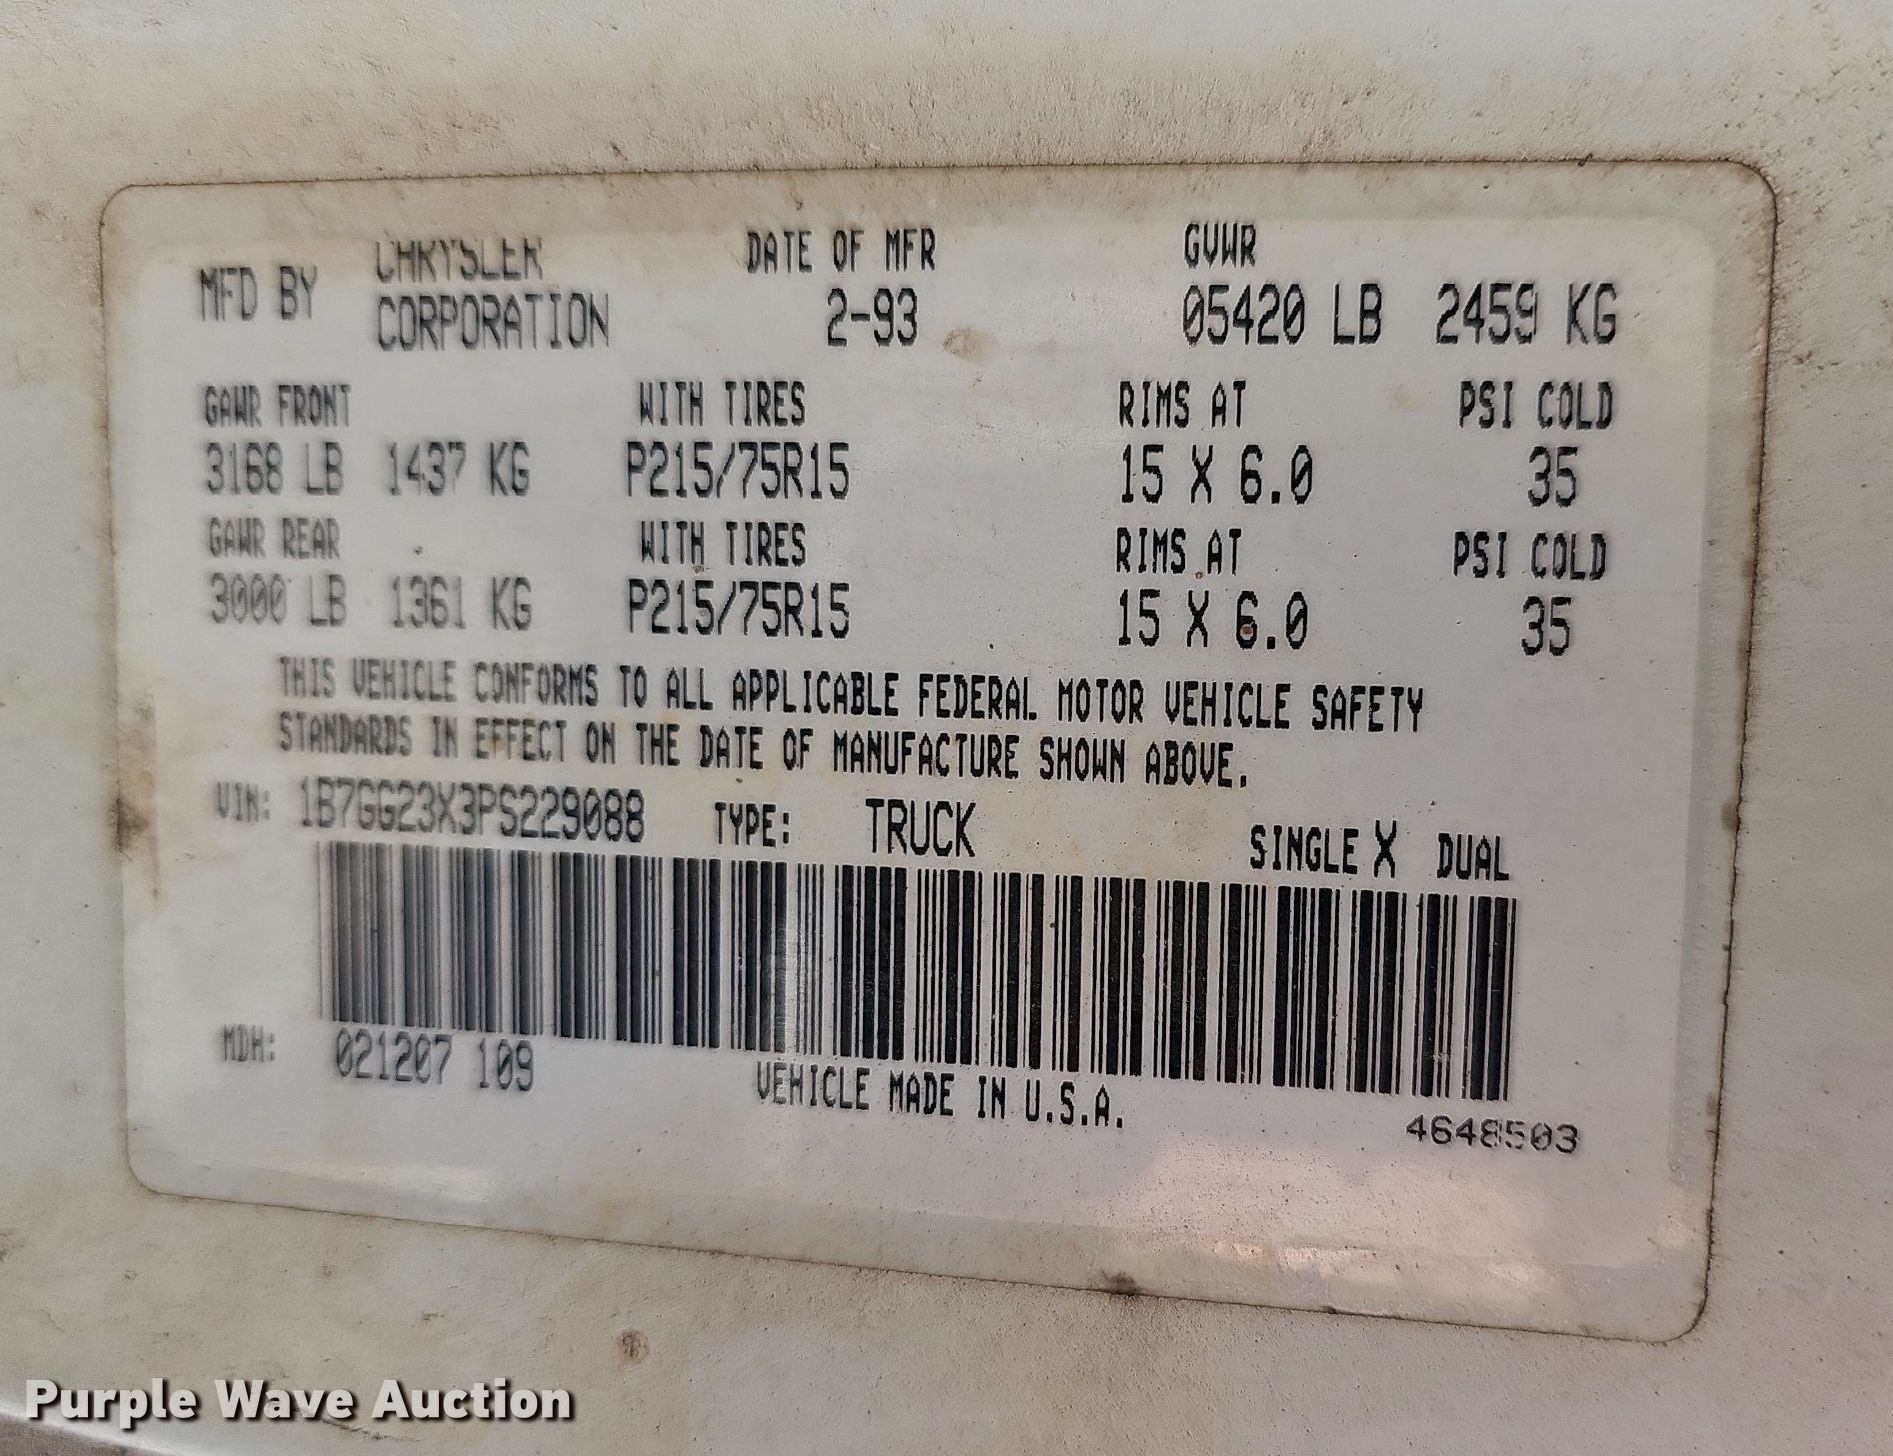 MFD BY CHRYSLER CORPORATION DATE OF MFR 2-93 GVWR 05420 LB 2459 KG
GAWR FRONT WITH TIRES RIMS AT PSI COLD
3168 LB 1437 KG P215/75R15 15 X 6.0 35
GAWR REAR WITH TIRES RIMS AT PSI COLD
3000 LB 1361 KG P215/75R15 15 X 6.0 35
THIS VEHICLE CONFORMS TO ALL APPLICABLE FEDERAL MOTOR VEHICLE SAFETY
STANDARDS IN EFFECT ON THE DATE OF MANUFACTURE SHOWN ABOVE.
VIN: 1B7GG23X3PS229088 TYPE: TRUCK SINGLE X DUAL
MDH: 021207 109
VEHICLE MADE IN U.S.A.
4648503
Purple Wave Auction